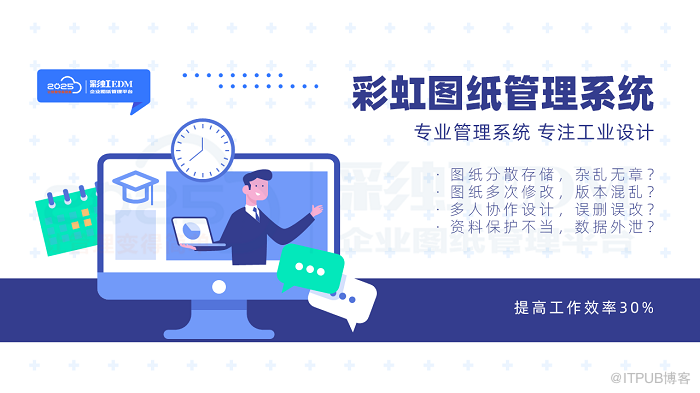 2025
彩虹EDM
企业图纸管理平台
彩虹图纸管理系统
专业管理系统 专注工业设计
· 图纸分散存储，杂乱无章？
· 图纸多次修改，版本混乱？
· 多人协作设计，误删误改？
· 资料保护不当，数据外泄？
提高工作效率30%
@ITPUB博客